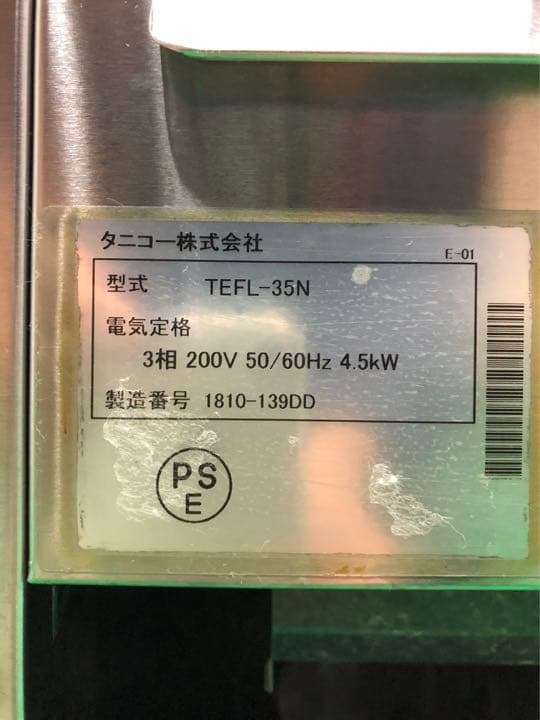 タニコー株式会社
E-01
型式 TEFL-35N
電気定格
3相 200V 50/60Hz 4.5kW
製造番号 1810-139DD
PS
E